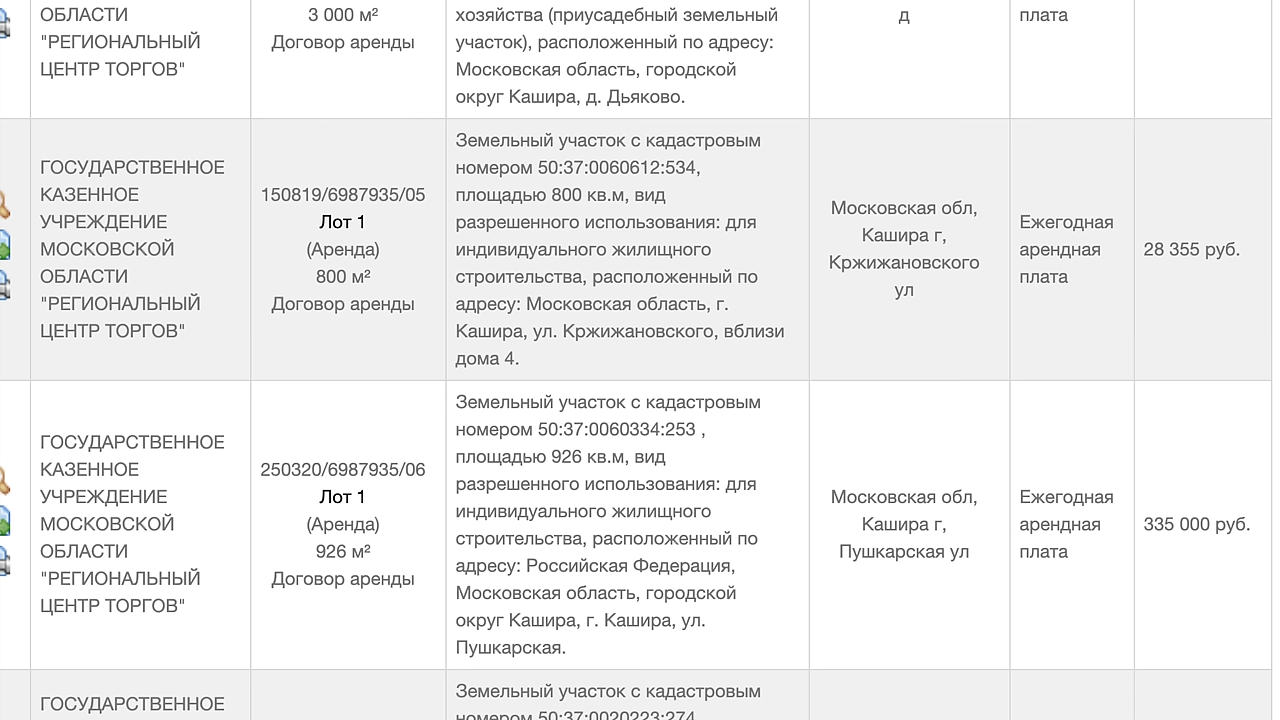 ОБЛАСТИ
"РЕГИОНАЛЬНЫЙ
ЦЕНТР ТОРГОВ"
3 000 м²
Договор аренды
хозяйства (приусадебный земельный
участок), расположенный по адресу:
Московская область, городской
округ Кашира, д. Дьяково.
д
плата
ГОСУДАРСТВЕННОЕ
КАЗЕННОЕ
УЧРЕЖДЕНИЕ
МОСКОВСКОЙ
ОБЛАСТИ
"РЕГИОНАЛЬНЫЙ
ЦЕНТР ТОРГОВ"
150819/6987935/05
Лот 1
(Аренда)
800 м²
Договор аренды
Земельный участок с кадастровым
номером 50:37:0060612:534,
площадью 800 кв.м, вид
разрешенного использования: для
индивидуального жилищного
строительства, расположенный по
адресу: Московская область, г.
Кашира, ул. Кржижановского, вблизи
дома 4.
Московская обл,
Кашира г,
Кржижановского
ул
Ежегодная
арендная
плата
28 355 руб.
ГОСУДАРСТВЕННОЕ
КАЗЕННОЕ
УЧРЕЖДЕНИЕ
МОСКОВСКОЙ
ОБЛАСТИ
"РЕГИОНАЛЬНЫЙ
ЦЕНТР ТОРГОВ"
250320/6987935/06
Лот 1
(Аренда)
926 м²
Договор аренды
Земельный участок с кадастровым
номером 50:37:0060334:253 ,
площадью 926 кв.м, вид
разрешенного использования: для
индивидуального жилищного
строительства, расположенный по
адресу: Российская Федерация,
Московская область, городской
округ Кашира, г. Кашира, ул.
Пушкарская.
Московская обл,
Кашира г,
Пушкарская ул
Ежегодная
арендная
плата
335 000 руб.
ГОСУДАРСТВЕННОЕ
Земельный участок с кадастровым
номером 50:37:0020223:274